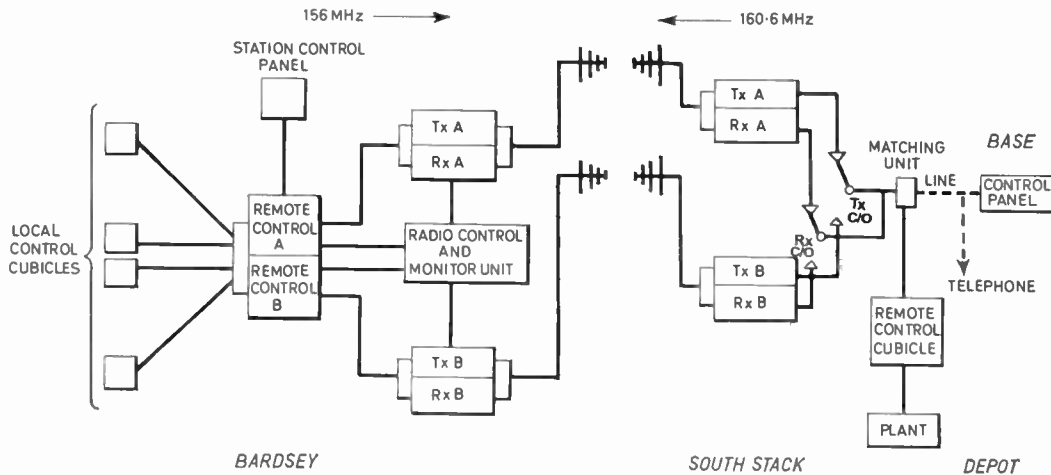 156 MHz
160·6 MHz
STATION CONTROL
PANEL
LOCAL
CONTROL
CUBICLES
REMOTE
CONTROL
A
REMOTE
CONTROL
B
Tx A
Rx A
RADIO CONTROL
AND
MONITOR UNIT
Tx B
Rx B
Tx A
Rx A
Tx B
Rx B
Tx
C/O
Rx
C/O
MATCHING
UNIT
LINE
BASE
CONTROL
PANEL
TELEPHONE
REMOTE
CONTROL
CUBICLE
PLANT
BARDSEY
SOUTH STACK
DEPOT